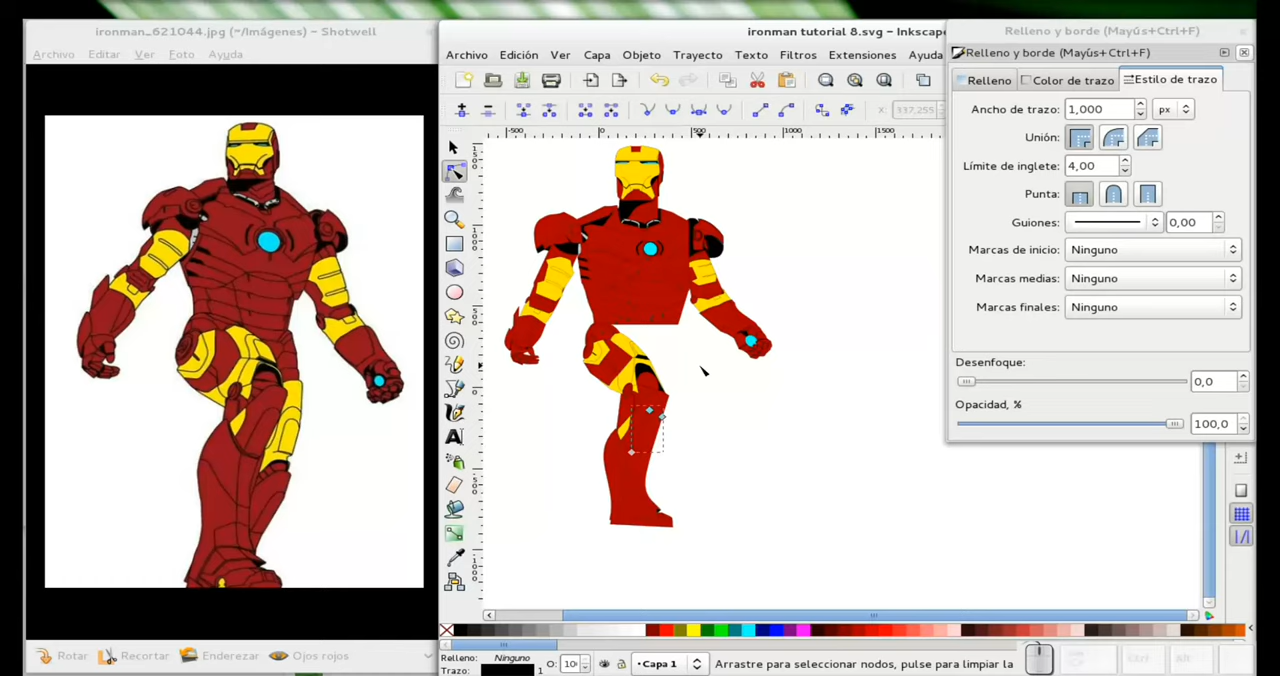 ironman_621044.jpg (~/Imágenes) – Shotwell
Archivo Editar Ver Foto Ayuda
Rotar Recortar Enderezar Ojos rojos
ironman tutorial 8.svg – Inkscape
Archivo Edición Ver Capa Objeto Trayecto Texto Filtros Extensiones Ayuda
X: 337,255
-500 0 500 1000 1500
Relleno: Ninguno
Trazo: 1
O: 10
•Capa 1
Arrastre para seleccionar nodos, pulse para limpiar la
Relleno y borde (Mayús+Ctrl+F)
Relleno y borde (Mayús+Ctrl+F)
Relleno Color de trazo Estilo de trazo
Ancho de trazo: 1,000 px
Unión:
Límite de inglete: 4,00
Punta:
Guiones: 0,00
Marcas de inicio: Ninguno
Marcas medias: Ninguno
Marcas finales: Ninguno
Desenfoque:
0,0
Opacidad, %
100,0
Ctrl Alt